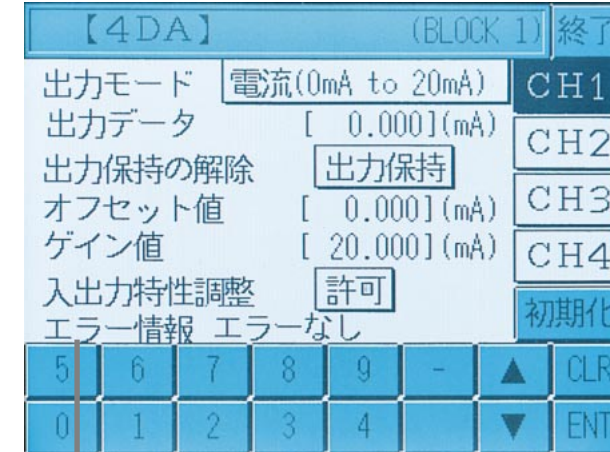 【4DA】 (BLOCK 1) 終了
出力モード 電流(0mA to 20mA) CH1
出力データ [ 0.000](mA)
CH2
出力保持の解除 出力保持
オフセット値 [ 0.000](mA) CH3
ゲイン値 [ 20.000](mA) CH4
入出力特性調整 許可
初期化
エラー情報 エラーなし
5 6 7 8 9 - ▲ CLR
0 1 2 3 4 ▼ ENT